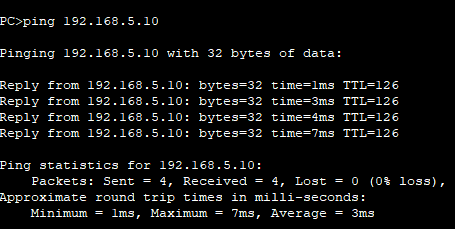 PC>ping 192.168.5.10
Pinging 192.168.5.10 with 32 bytes of data:
Reply from 192.168.5.10: bytes=32 time=1ms TTL=126
Reply from 192.168.5.10: bytes=32 time=3ms TTL=126
Reply from 192.168.5.10: bytes=32 time=4ms TTL=126
Reply from 192.168.5.10: bytes=32 time=7ms TTL=126
Ping statistics for 192.168.5.10:
Packets: Sent = 4, Received = 4, Lost = 0 (0% loss),
Approximate round trip times in milli-seconds:
Minimum = 1ms, Maximum = 7ms, Average = 3ms